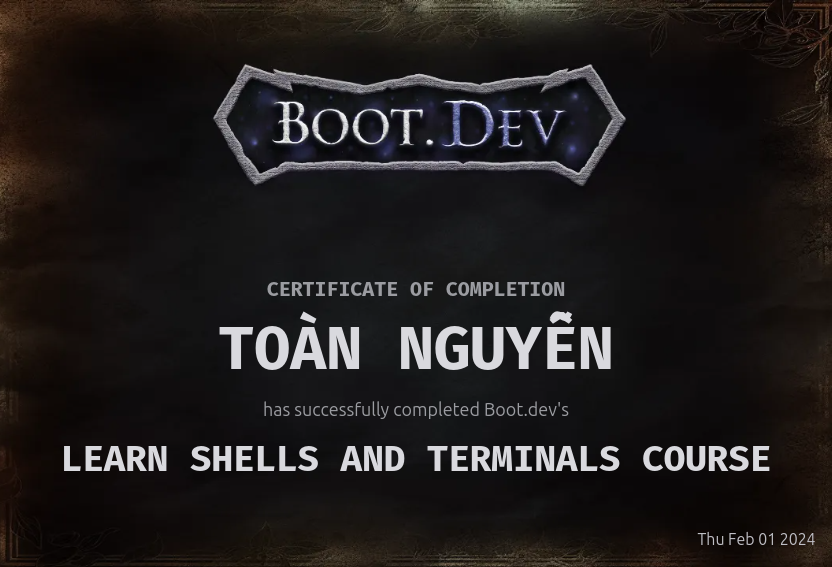 BOOT.DEV
CERTIFICATE OF COMPLETION
TOÀN NGUYỄN
has successfully completed Boot.dev's
LEARN SHELLS AND TERMINALS COURSE
Thu Feb 01 2024